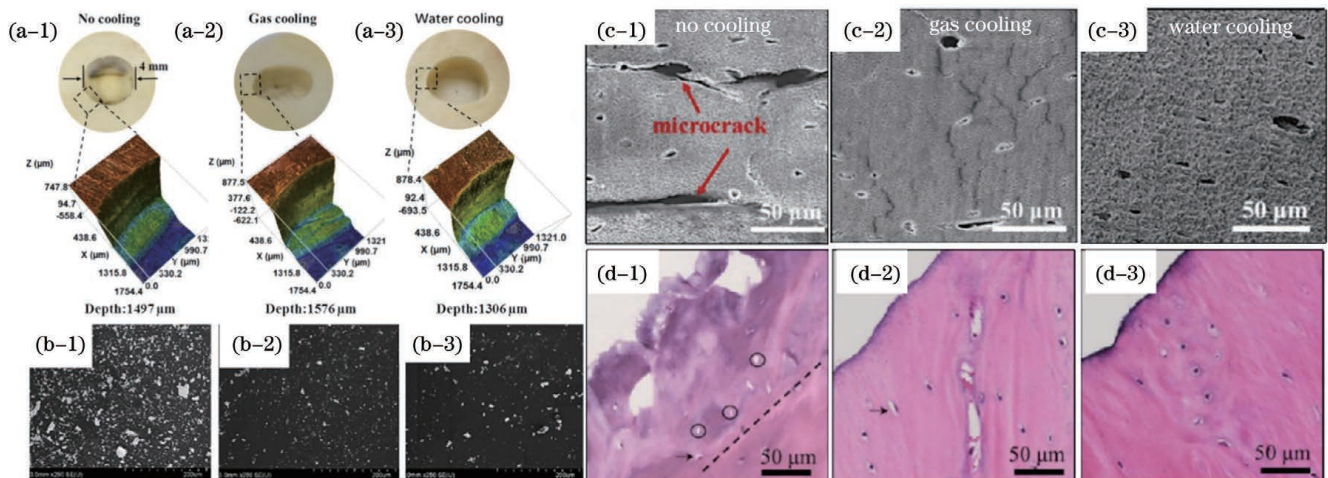 No cooling
Gas cooling
Water cooling
(a-1)
(a-2)
(a-3)
4 mm
Z (μm)
747.8
94.7
-558.4
438.6
X (μm)
1315.8
1754.4
0.0
330.2
Y (μm)
990.7
Z (μm)
877.5
377.6
-122.2
-622.1
438.6
X (μm)
1315.8
1754.4
0.0
330.2
Y (μm)
990.7
1321
Z (μm)
878.4
92.4
-693.5
438.6
X (μm)
1315.8
1754.4
0.0
330.2
Y (μm)
990.7
1321.0
Depth:1497 μm
Depth:1576 μm
Depth:1306 μm
(b-1)
(b-2)
(b-3)
(c-1)
no cooling
microcrack
50 μm
(c-2)
gas cooling
50 μm
(c-3)
water cooling
50 μm
(d-1)
50 μm
(d-2)
50 μm
(d-3)
50 μm